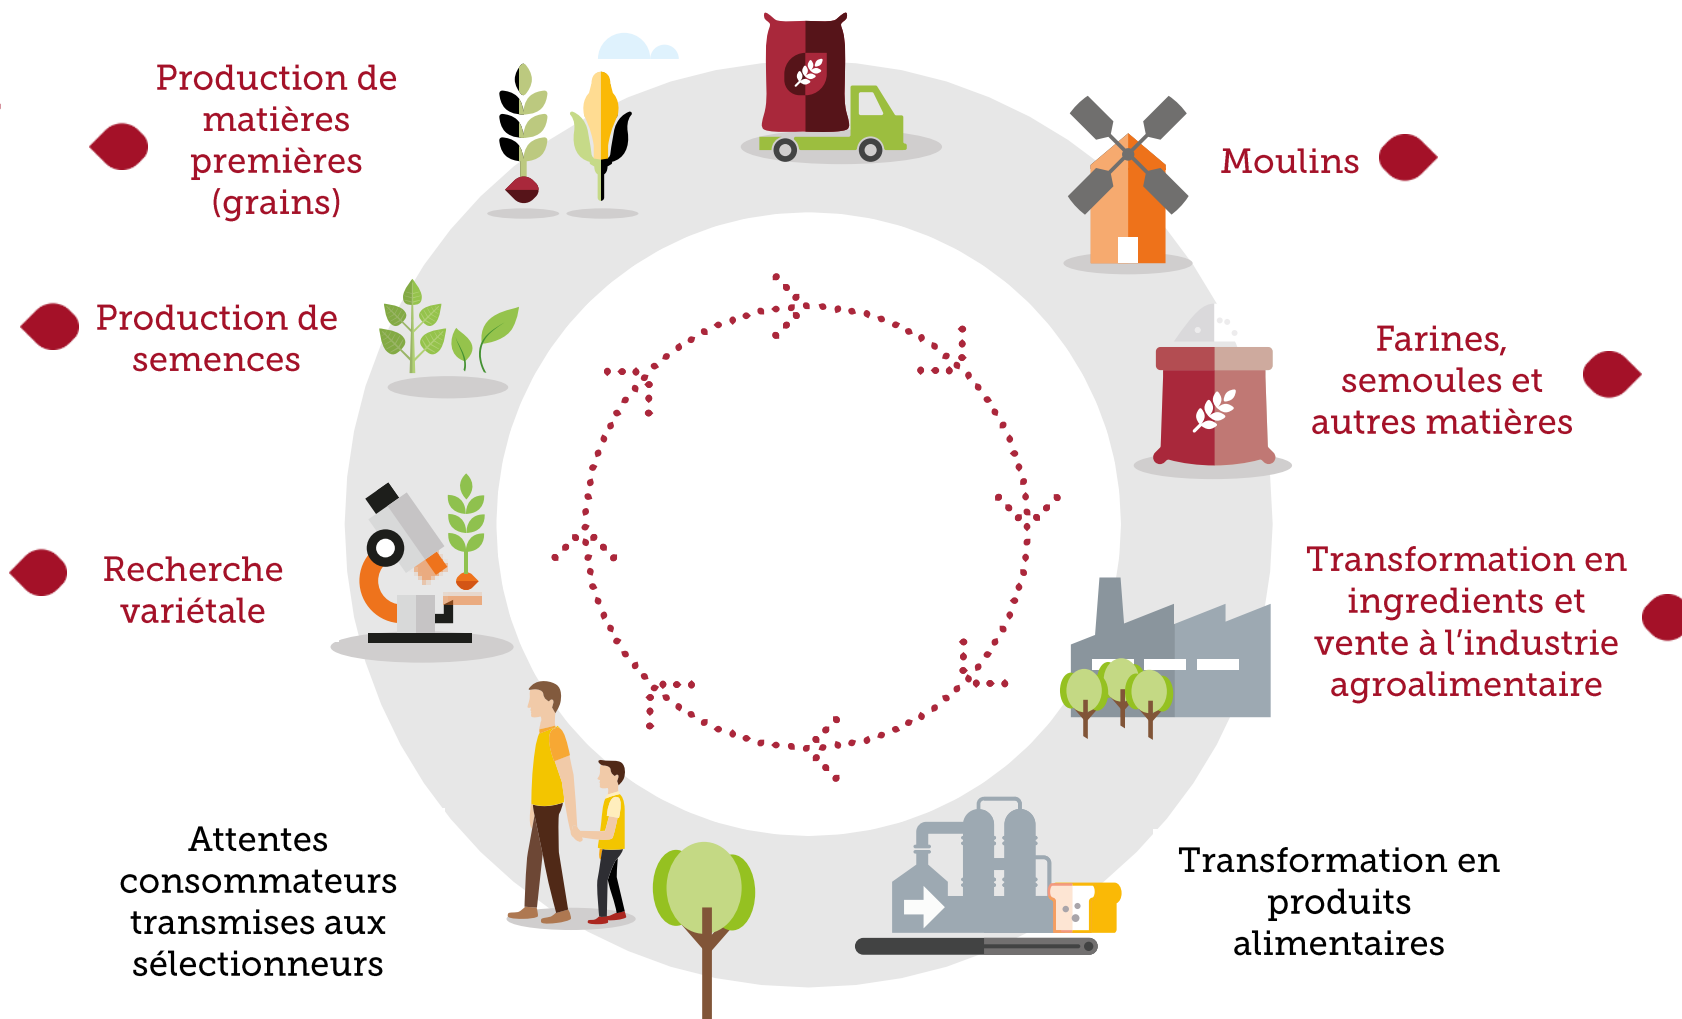 Production de
matières
premières
(grains)
Moulins
Production de
semences
Farines,
semoules et
autres matières
Recherche
variétale
Transformation en
ingredients et
vente à l’industrie
agroalimentaire
Attentes
consommateurs
transmises aux
sélectionneurs
Transformation en
produits
alimentaires